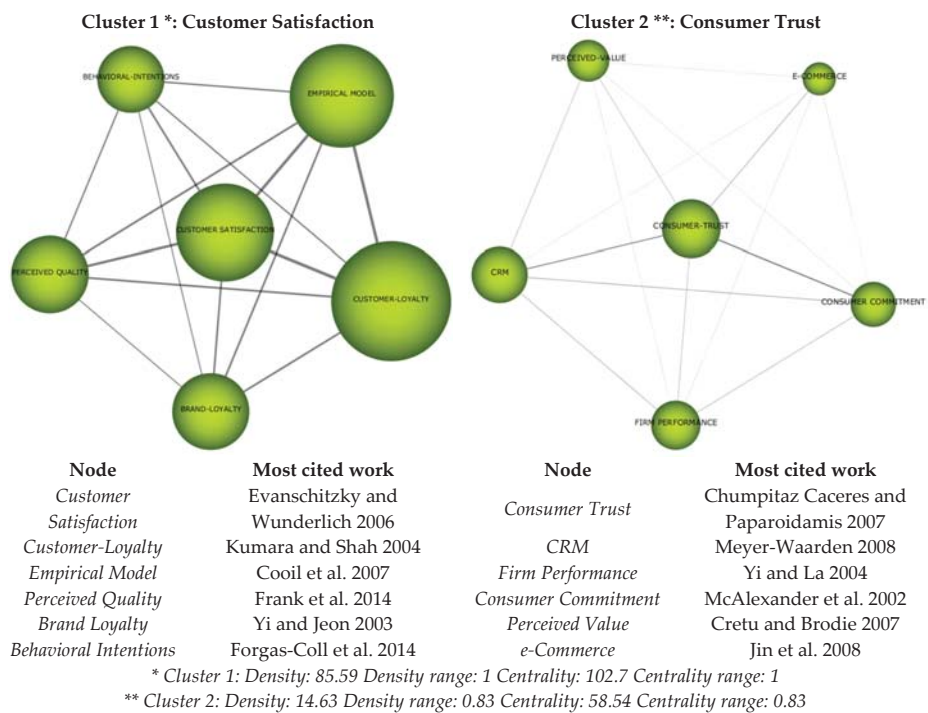 Cluster 1 *: Customer Satisfaction
BEHAVIORAL-INTENTIONS
EMPIRICAL MODEL
CUSTOMER SATISFACTION
PERCEIVED QUALITY
CUSTOMER-LOYALTY
BRAND-LOYALTY
Cluster 2 **: Consumer Trust
PERCEIVED-VALUE
E-COMMERCE
CONSUMER-TRUST
CRM
CONSUMER COMMITMENT
FIRM PERFORMANCE
Node Most cited work
Customer Evanschitzky and
Satisfaction Wunderlich 2006
Customer-Loyalty Kumara and Shah 2004
Empirical Model Cooil et al. 2007
Perceived Quality Frank et al. 2014
Brand Loyalty Yi and Jeon 2003
Behavioral Intentions Forgas-Coll et al. 2014
Node Most cited work
Consumer Trust Chumpitaz Caceres and
Paparoidamis 2007
CRM Meyer-Waarden 2008
Firm Performance Yi and La 2004
Consumer Commitment McAlexander et al. 2002
Perceived Value Cretu and Brodie 2007
e-Commerce Jin et al. 2008
* Cluster 1: Density: 85.59 Density range: 1 Centrality: 102.7 Centrality range: 1
** Cluster 2: Density: 14.63 Density range: 0.83 Centrality: 58.54 Centrality range: 0.83